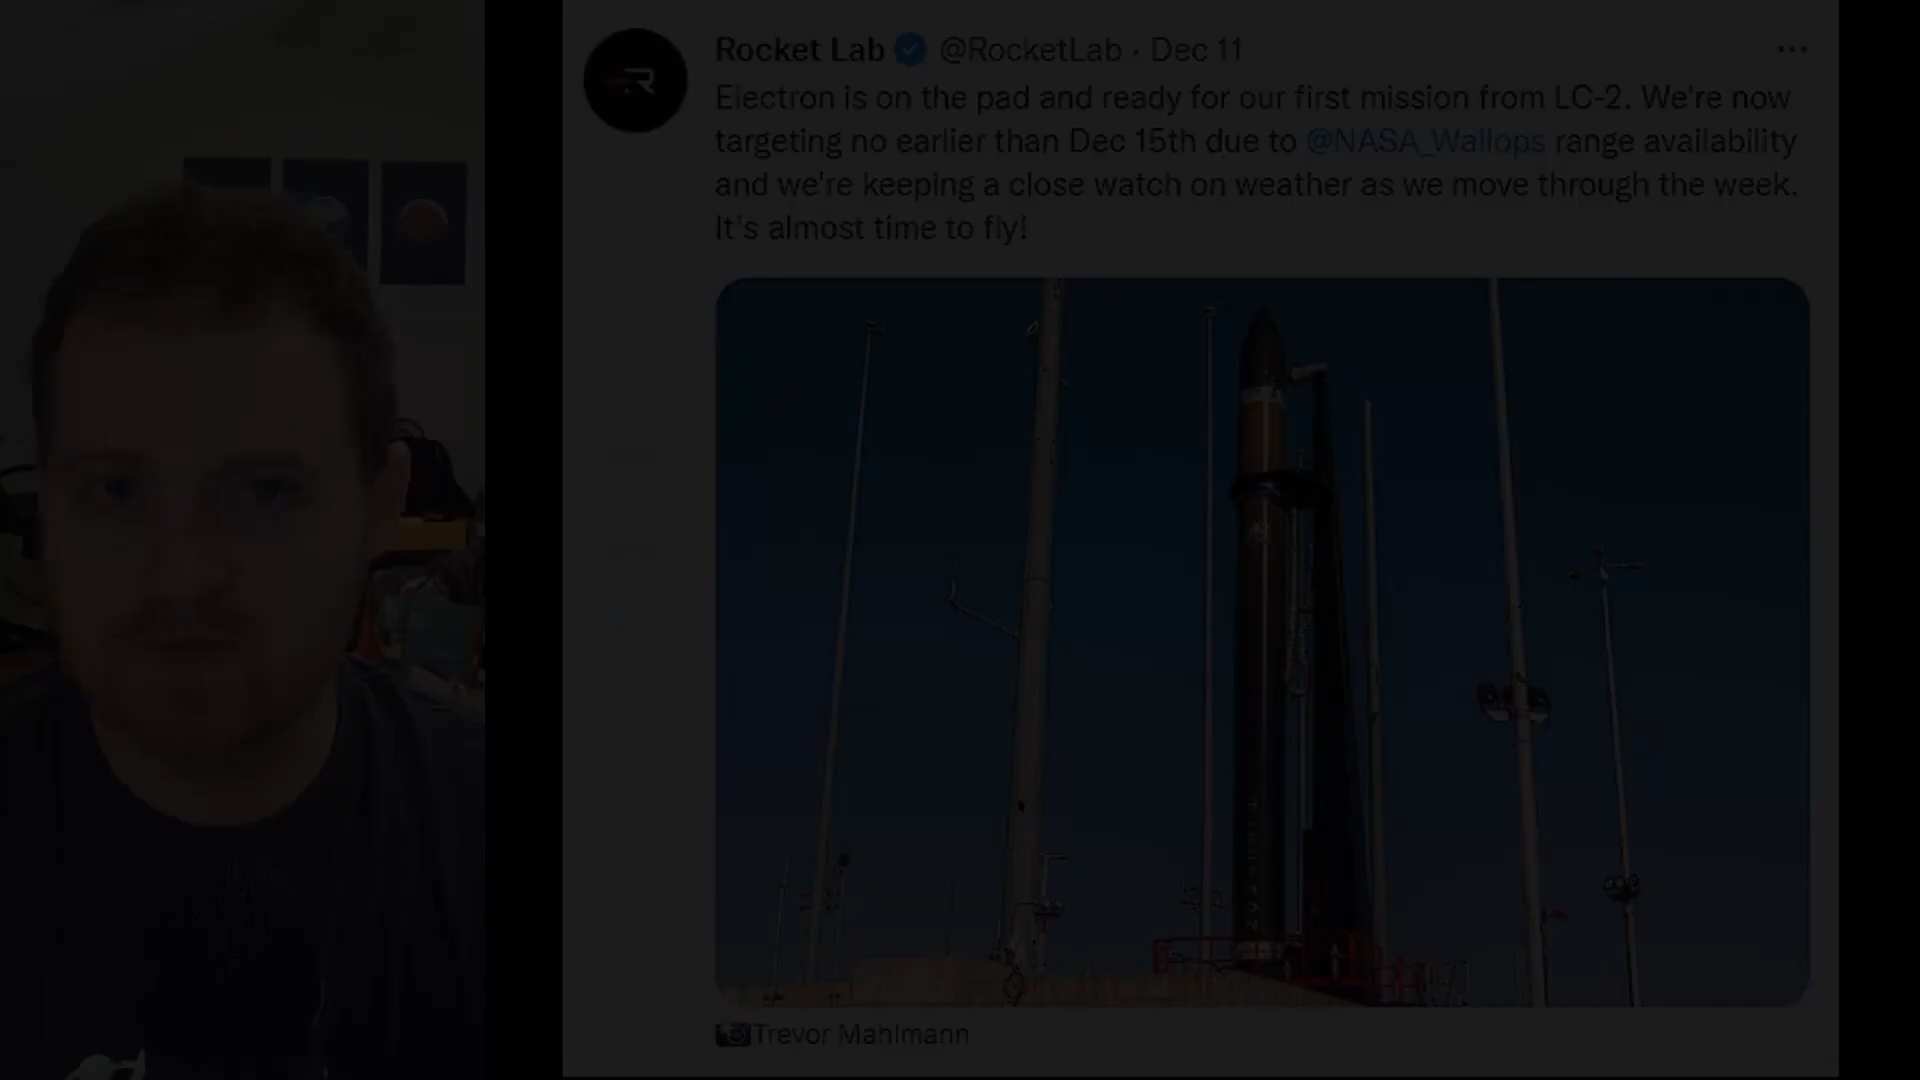 Rocket Lab @RocketLab · Dec 11
Electron is on the pad and ready for our first mission from LC-2. We're now
targeting no earlier than Dec 15th due to @NASA_Wallops range availability
and we're keeping a close watch on weather as we move through the week.
It's almost time to fly!
Trevor Mahlmann